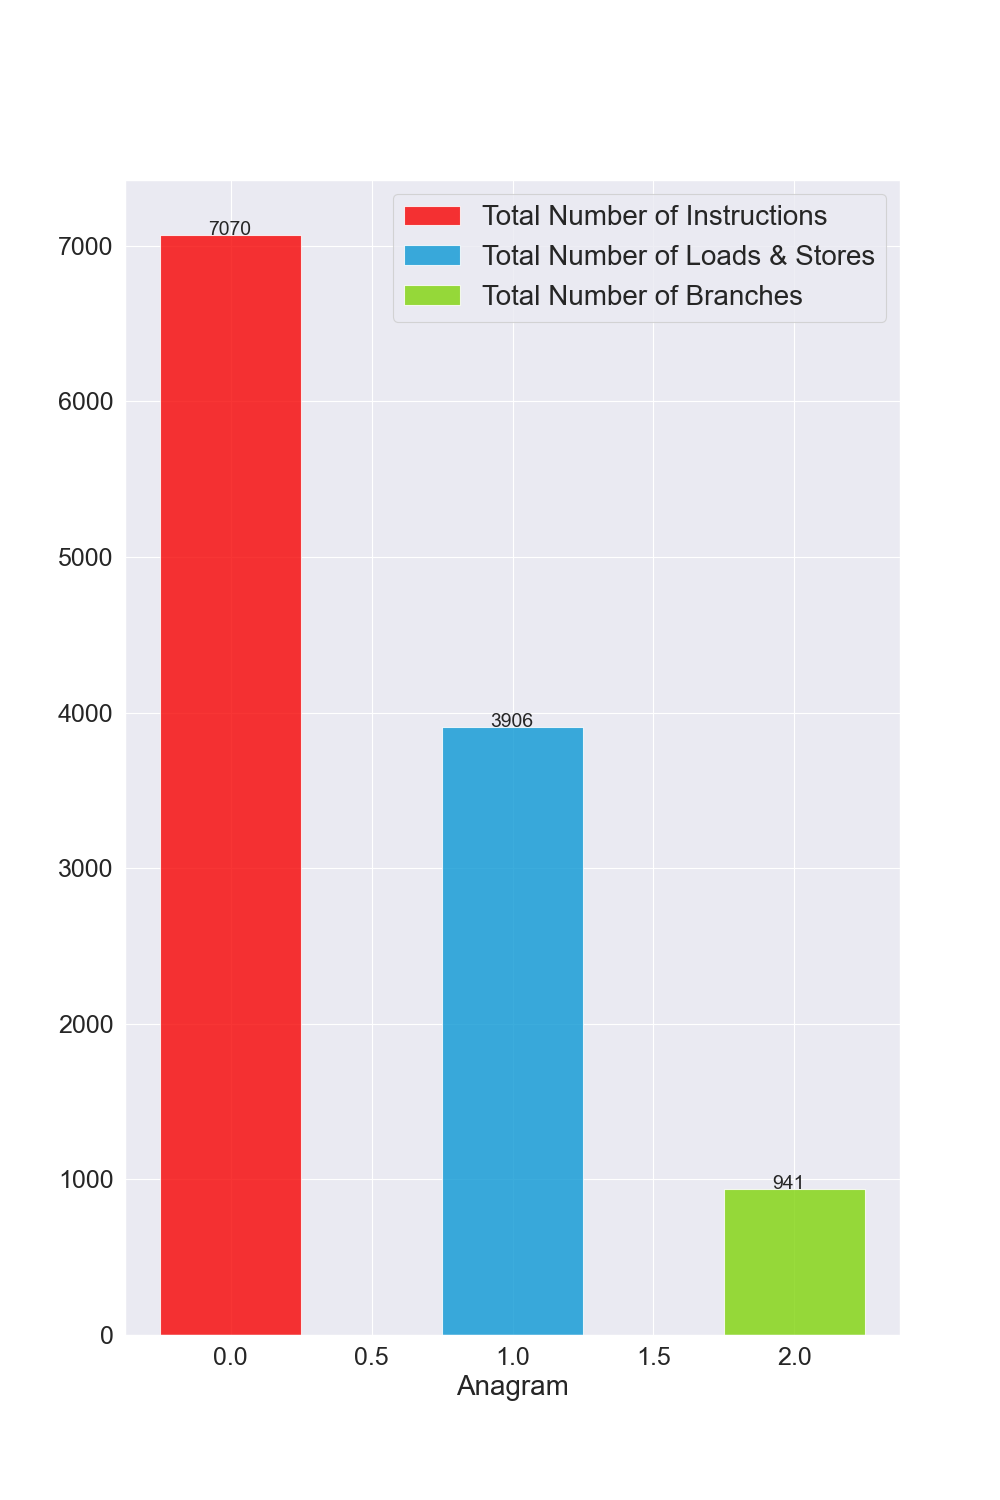 7070
Total Number of Instructions
Total Number of Loads & Stores
Total Number of Branches
7000
6000
5000
4000
3906
3000
2000
1000
941
0
0.0 0.5 1.0 1.5 2.0
Anagram